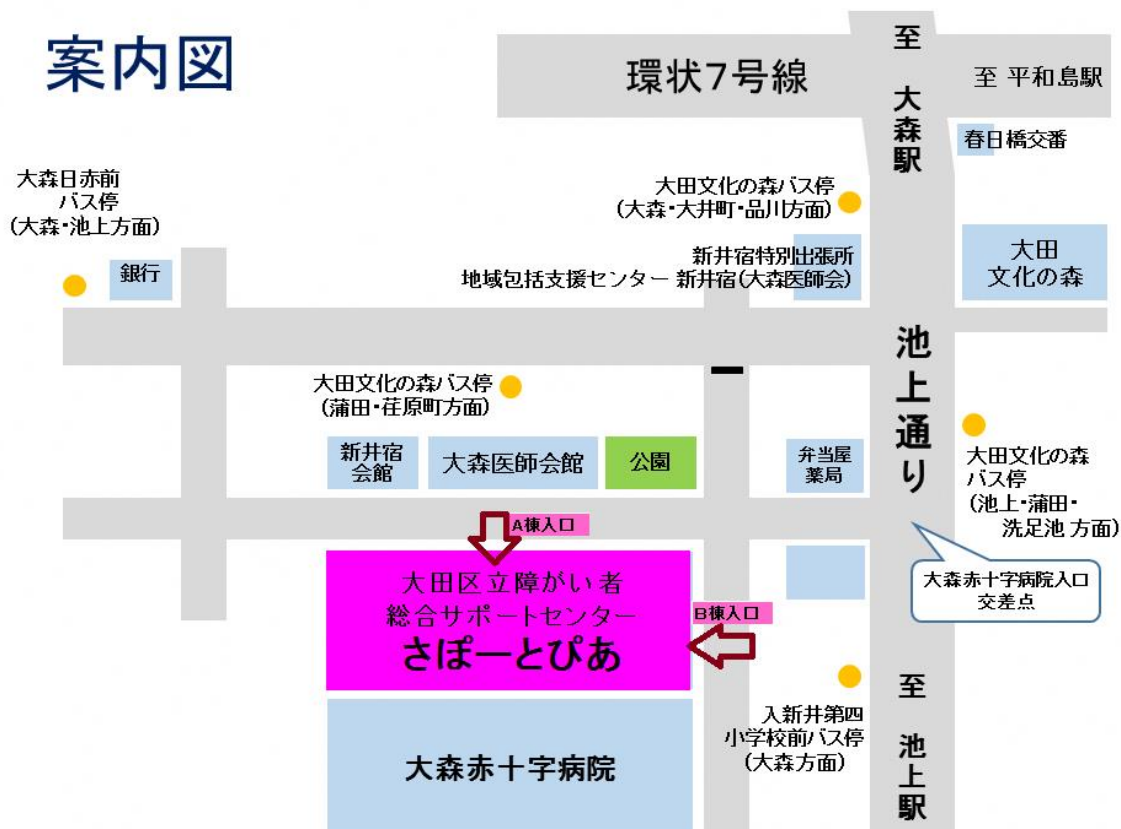 案内図
環状7号線
至 大森駅
至 平和島駅
春日橋交番
大森日赤前
バス停
(大森・池上方面)
大田文化の森バス停
(大森・大井町・品川方面)
銀行
新井宿特別出張所
地域包括支援センター 新井宿(大森医師会)
大田
文化の森
池上通り
大田文化の森バス停
(蒲田・荏原町方面)
新井宿
会館
大森医師会館
公園
弁当屋
薬局
大田文化の森
バス停
(池上・蒲田・
洗足池 方面)
A棟入口
大森赤十字病院入口
交差点
大田区立障がい者
総合サポートセンター
さぽーとぴあ
B棟入口
入新井第四
小学校前バス停
(大森方面)
至 池上駅
大森赤十字病院